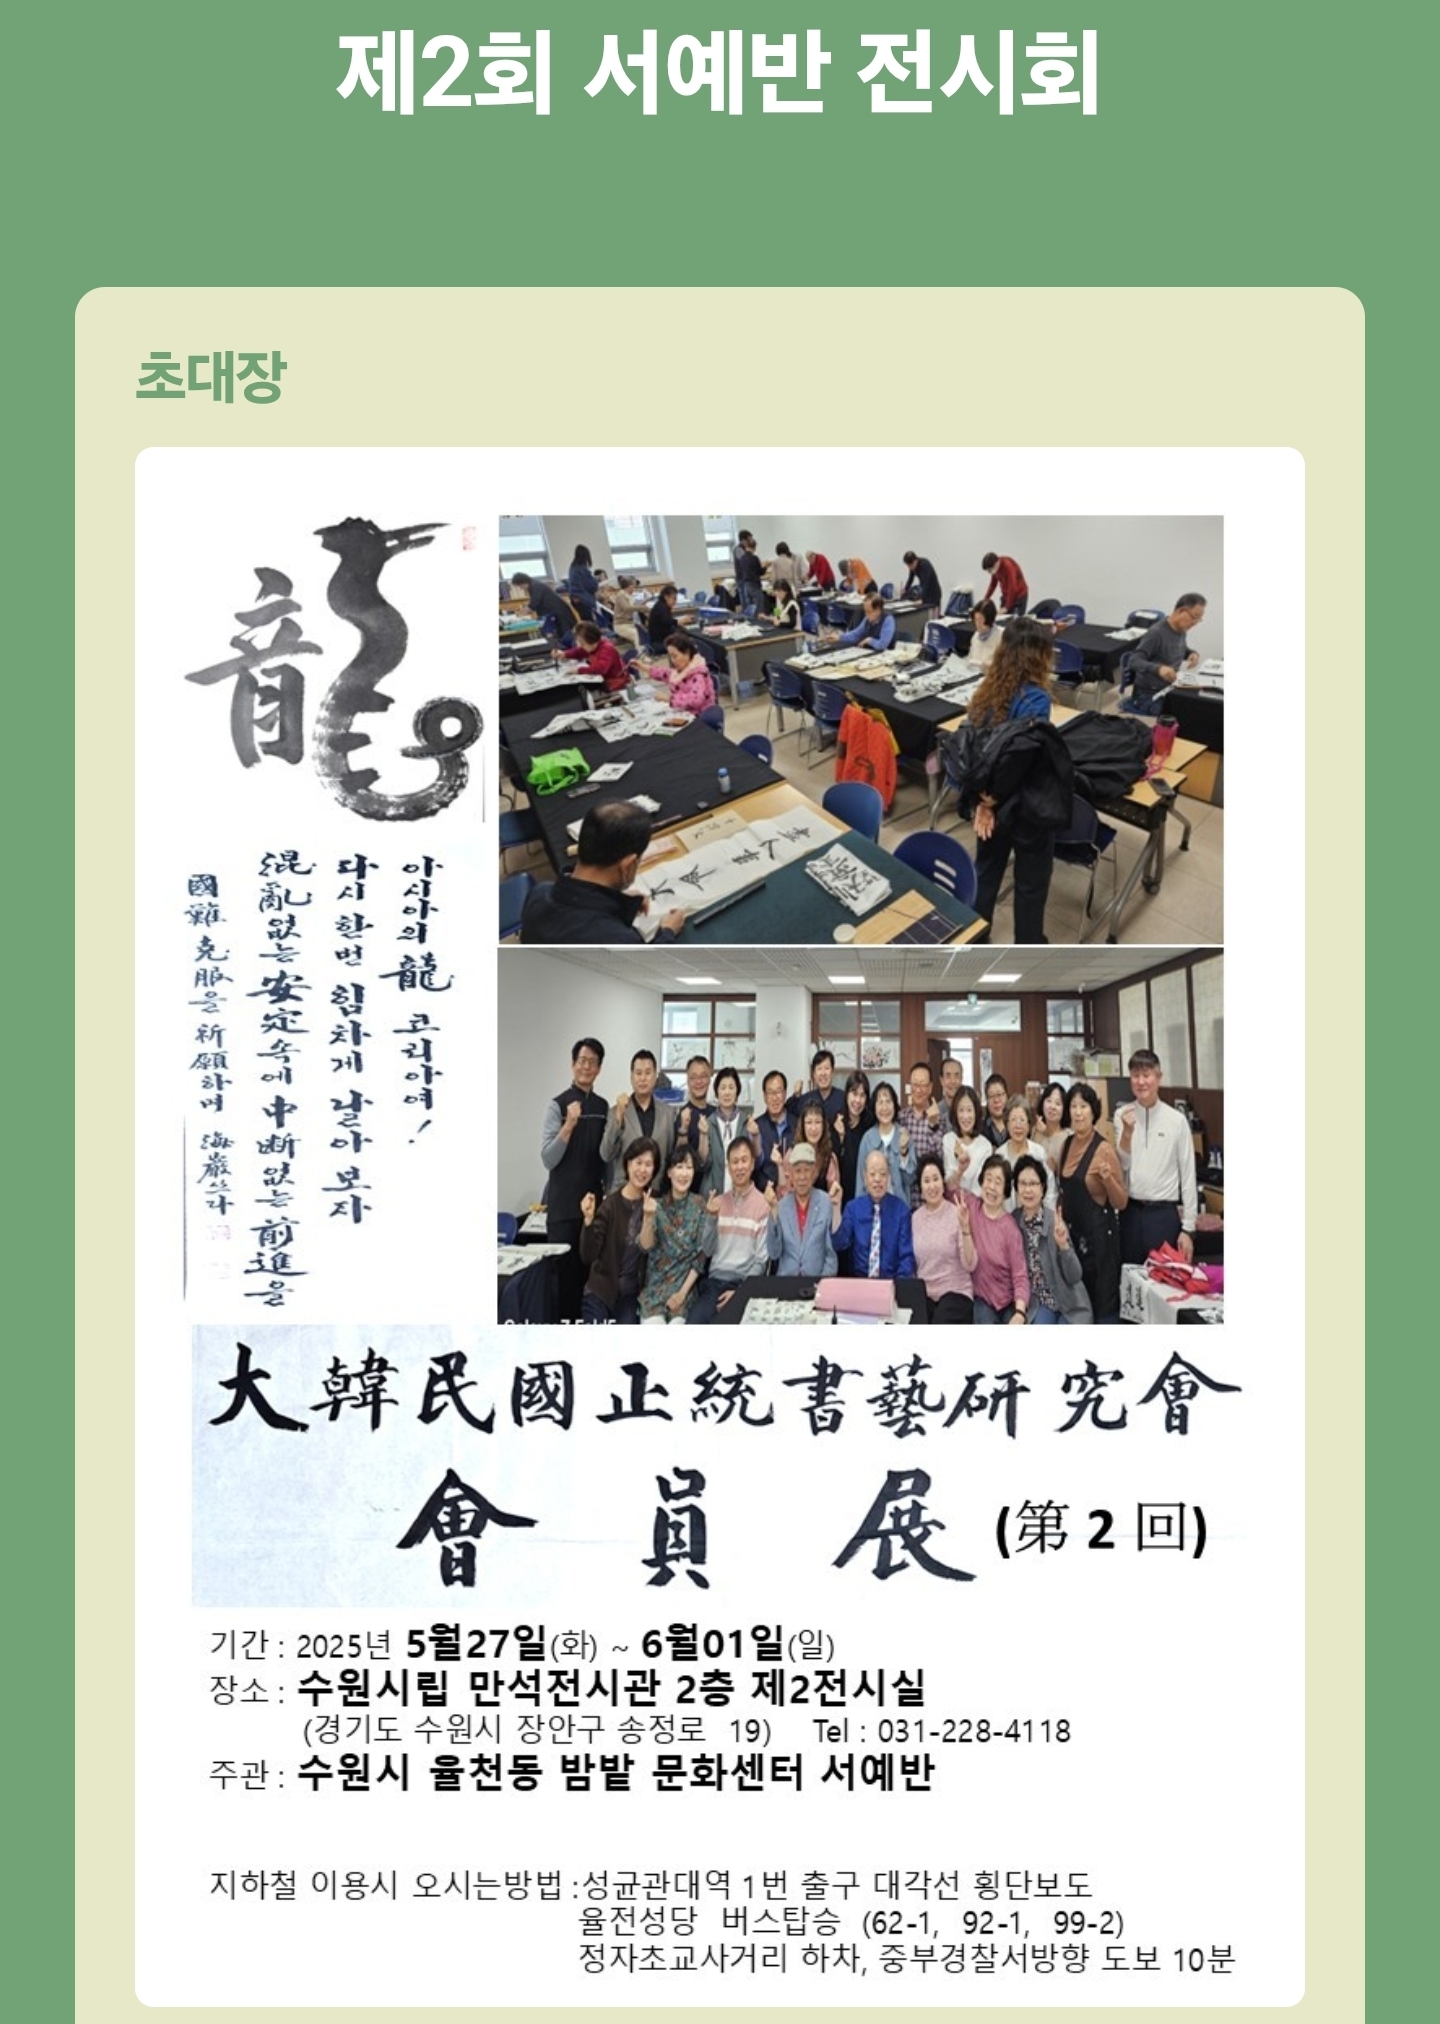 제2회 서예반 전시회
초대장
龍
아시아의 龍 코리아여!
다시 한번 힘차게 날아 보자
混亂 없는 安定 속에 中斷 없는 前進을
國難 克服을 祈願하며 海巖 쓰다
大韓民國正統書藝硏究會
會員展 (第 2 回)
기간 : 2025년 5월27일(화) ~ 6월01일(일)
장소 : 수원시립 만석전시관 2층 제2전시실
(경기도 수원시 장안구 송정로 19) Tel : 031-228-4118
주관 : 수원시 율천동 밤밭 문화센터 서예반
지하철 이용시 오시는방법 :성균관대역 1번 출구 대각선 횡단보도
율전성당 버스탑승 (62-1, 92-1, 99-2)
정자초교사거리 하차, 중부경찰서방향 도보 10분